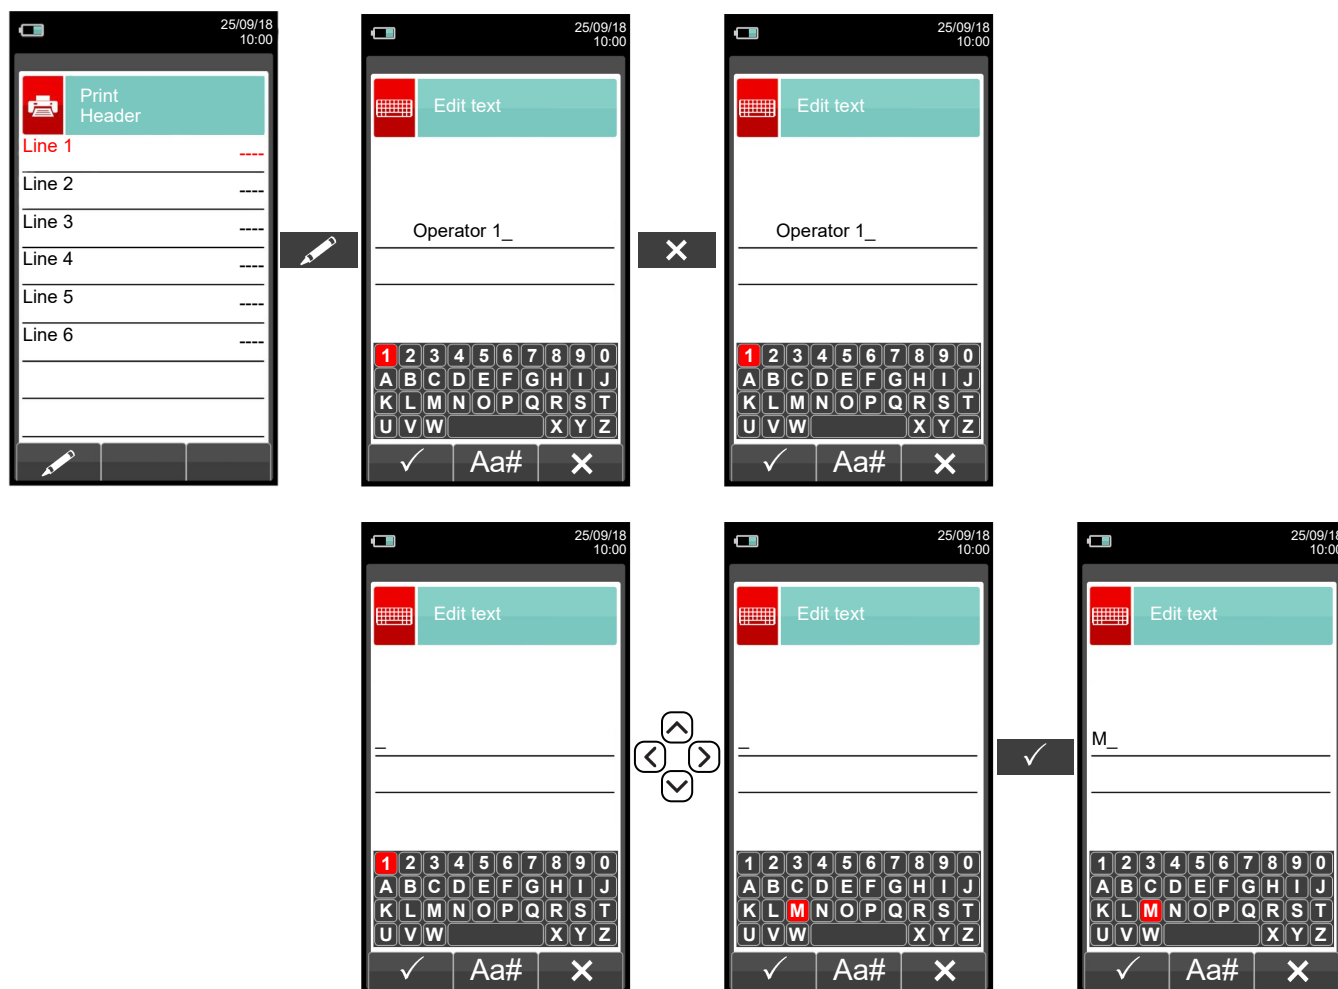 25/09/18
10:00
Print
Header
Line 1 ----
Line 2 ----
Line 3 ----
Line 4 ----
Line 5 ----
Line 6 ----
25/09/18
10:00
Edit text
Operator 1_
1 2 3 4 5 6 7 8 9 0
A B C D E F G H I J
K L M N O P Q R S T
U V W X Y Z
Aa#
25/09/18
10:00
Edit text
Operator 1_
1 2 3 4 5 6 7 8 9 0
A B C D E F G H I J
K L M N O P Q R S T
U V W X Y Z
Aa#
25/09/18
10:00
Edit text
_
1 2 3 4 5 6 7 8 9 0
A B C D E F G H I J
K L M N O P Q R S T
U V W X Y Z
Aa#
25/09/18
10:00
Edit text
_
1 2 3 4 5 6 7 8 9 0
A B C D E F G H I J
K L M N O P Q R S T
U V W X Y Z
Aa#
25/09/18
10:00
Edit text
M_
1 2 3 4 5 6 7 8 9 0
A B C D E F G H I J
K L M N O P Q R S T
U V W X Y Z
Aa#